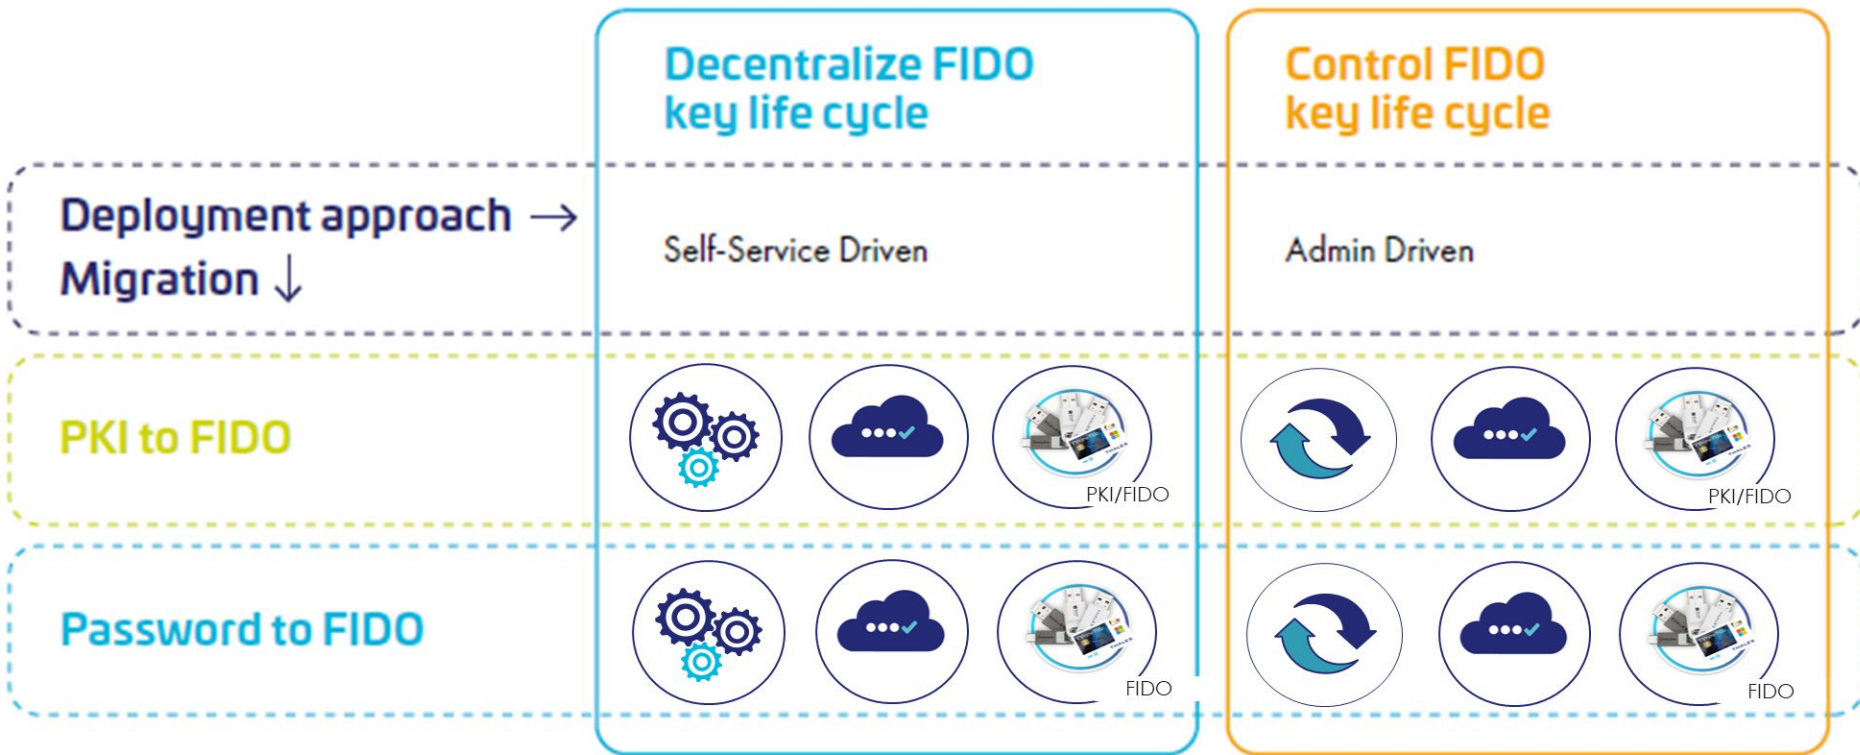 Decentralize FIDO
key life cycle
Control FIDO
key life cycle
Deployment approach →
Migration ↓
Self-Service Driven
Admin Driven
PKI to FIDO
PKI/FIDO
PKI/FIDO
Password to FIDO
FIDO
FIDO